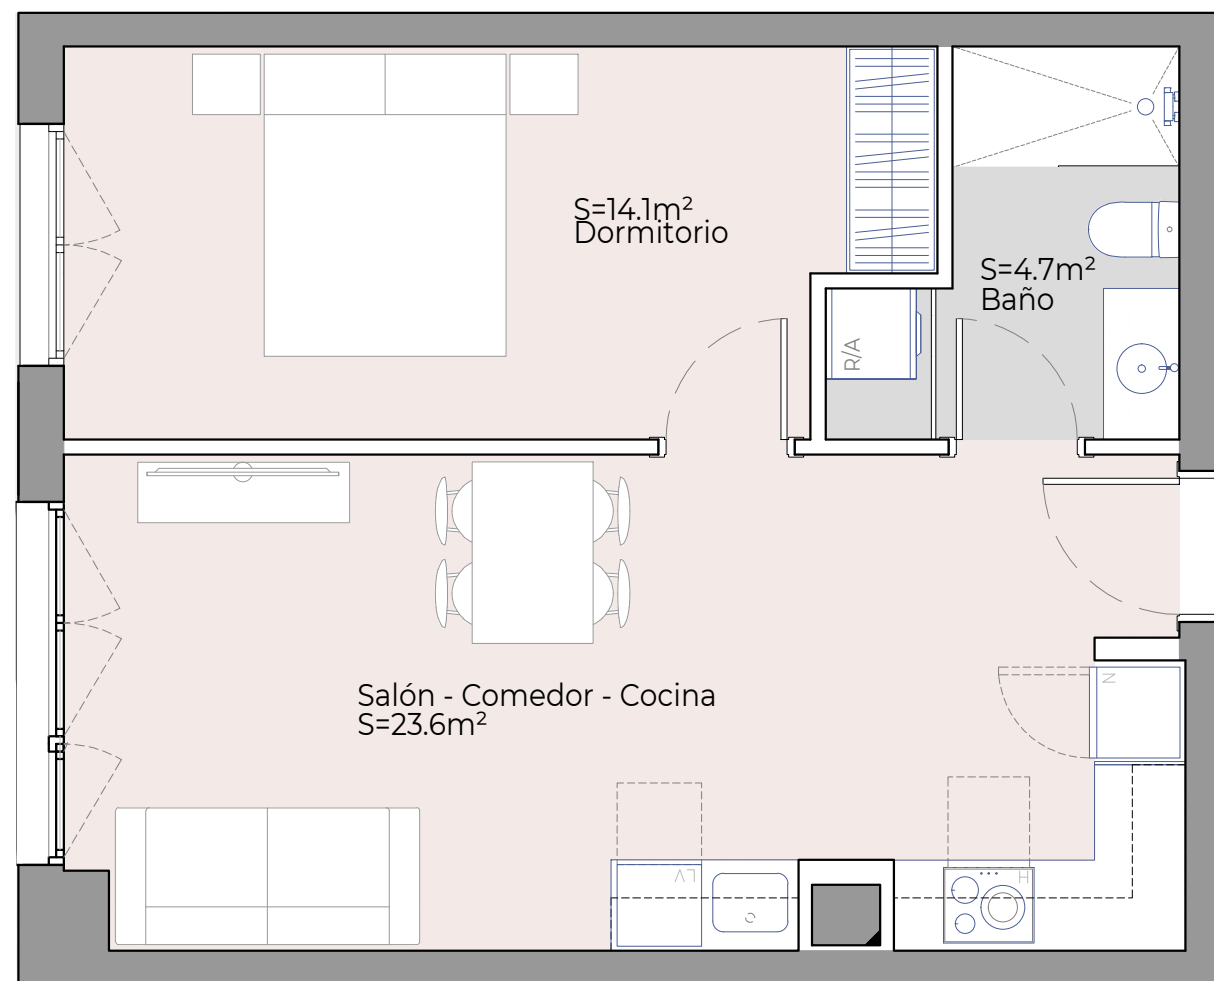 S=14.1m²
Dormitorio
S=4.7m²
Baño
R/A
Salón - Comedor - Cocina
S=23.6m²
N
LV
H